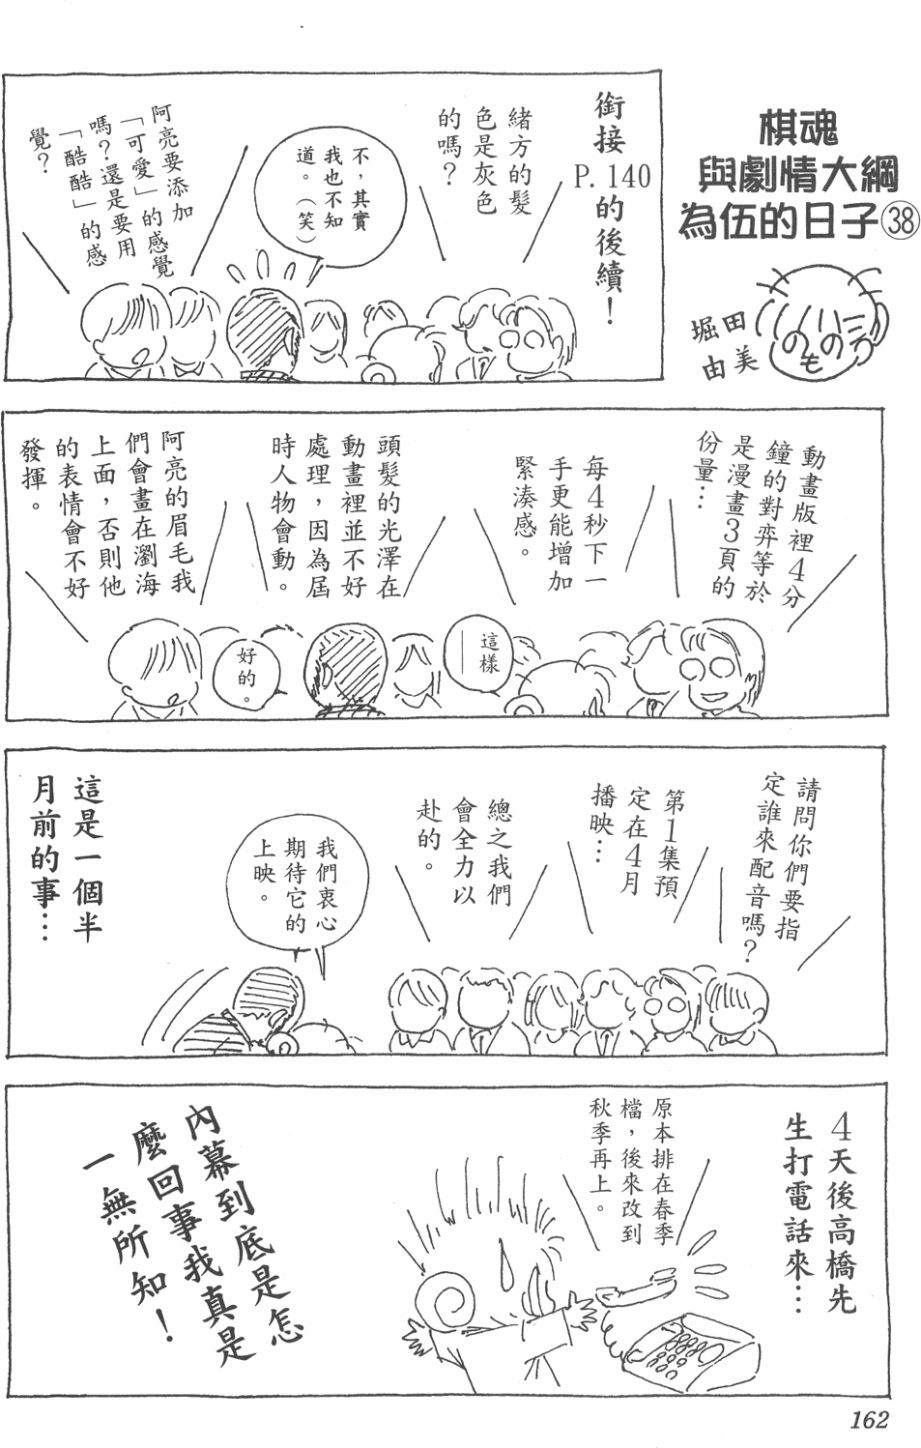 棋魂
與劇情大綱
為伍的日子㊳
堀田
由美
のもの
銜接
P.140
的後續！
緒方的髮
色是灰色
的嗎？
不，其實
我也不知
道。（笑）
阿亮要添加
「可愛」的感覺
嗎？還是要用
「酷酷」的感
覺？
動畫版裡4分
鐘的對弈等於
是漫畫3頁的
份量…
每4秒下一
手更能增加
緊湊感。
這樣
——
頭髮的光澤在
動畫裡並不好
處理，因為屆
時人物會動。
好的。
阿亮的眉毛我
們會畫在瀏海
上面，否則他
的表情會不好
發揮。
請問你們要指
定誰來配音嗎？
第1集預
定在4月
播映…
總之我們
會全力以
赴的。
我們衷心
期待它的
上映。
這是一個半
月前的事…
4天後高橋先
生打電話來…
原本排在春季
檔，後來改到
秋季再上。
內幕到底是怎
麼回事我真是
一無所知！
162